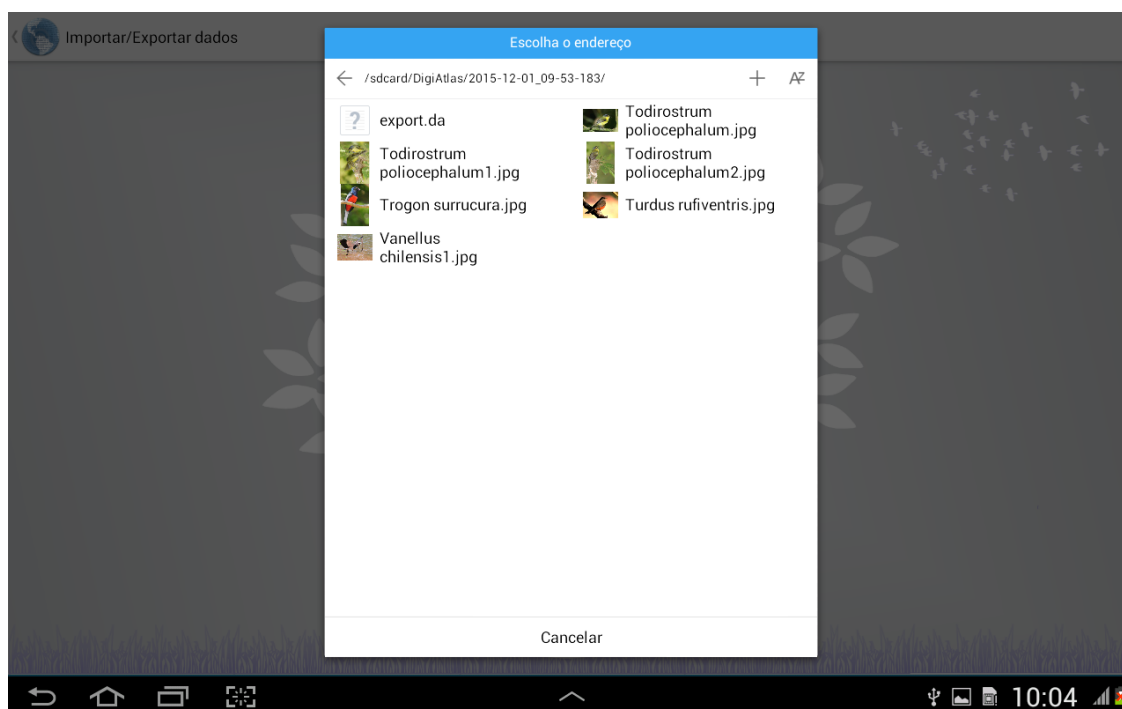 Importar/Exportar dados
Escolha o endereço
/sdcard/DigiAtlas/2015-12-01_09-53-183/
AZ
export.da
Todirostrum
poliocephalum.jpg
Todirostrum
poliocephalum1.jpg
Todirostrum
poliocephalum2.jpg
Trogon surrucura.jpg
Turdus rufiventris.jpg
Vanellus
chilensis1.jpg
Cancelar
10:04